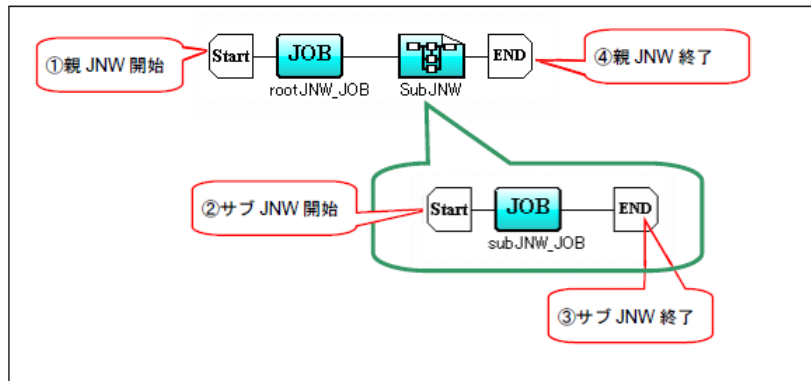 ①親 JNW 開始
Start
JOB
END
④親 JNW 終了
rootJNW_JOB
SubJNW
②サブ JNW 開始
Start
JOB
END
subJNW_JOB
③サブ JNW 終了